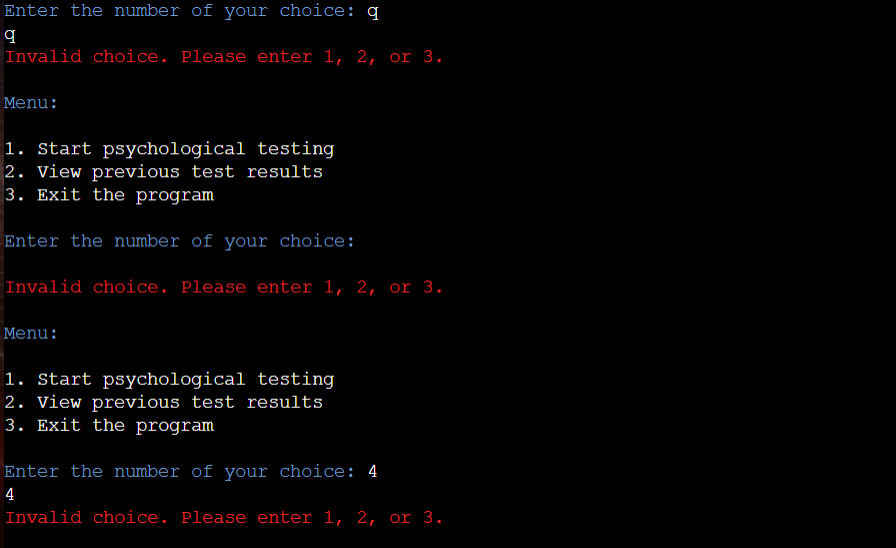 Enter the number of your choice: q
q
Invalid choice. Please enter 1, 2, or 3.
Menu:
1. Start psychological testing
2. View previous test results
3. Exit the program
Enter the number of your choice:
Invalid choice. Please enter 1, 2, or 3.
Menu:
1. Start psychological testing
2. View previous test results
3. Exit the program
Enter the number of your choice: 4
4
Invalid choice. Please enter 1, 2, or 3.